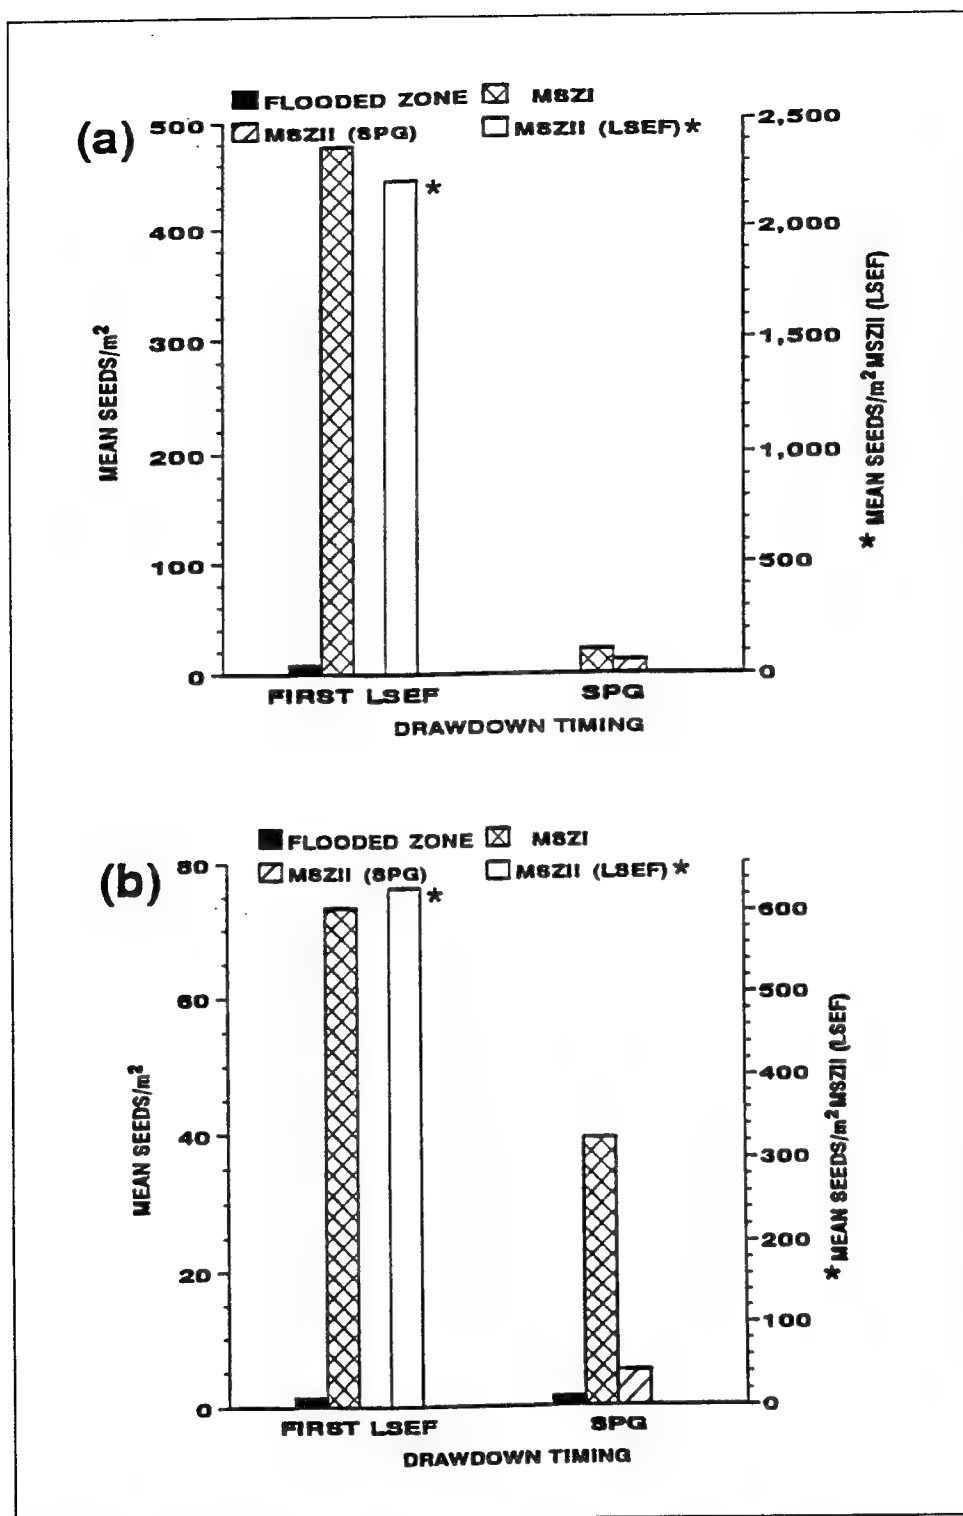 FLOODED ZONE MSZI
MSZII (SPG) MSZII (LSEF) *
(a)
500
400
300
200
100
0
MEAN SEEDS/m²
*
2,500
2,000
1,500
1,000
500
0
* MEAN SEEDS/m² MSZII (LSEF)
FIRST LSEF SPG
DRAWDOWN TIMING
FLOODED ZONE MSZI
MSZII (SPG) MSZII (LSEF) *
(b)
80
60
40
20
0
MEAN SEEDS/m²
*
600
500
400
300
200
100
0
* MEAN SEEDS/m² MSZII (LSEF)
FIRST LSEF SPG
DRAWDOWN TIMING